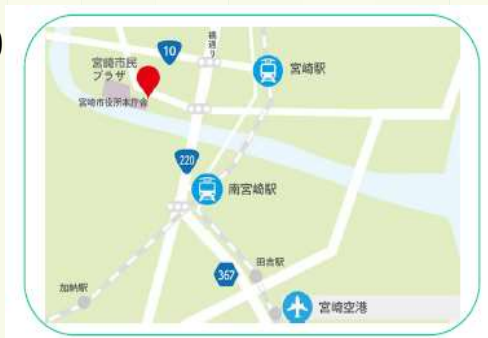 )
橘通り
10
宮崎駅
宮崎市民
プラザ
宮崎市役所本庁舎
220
南宮崎駅
田吉駅
367
加納駅
宮崎空港